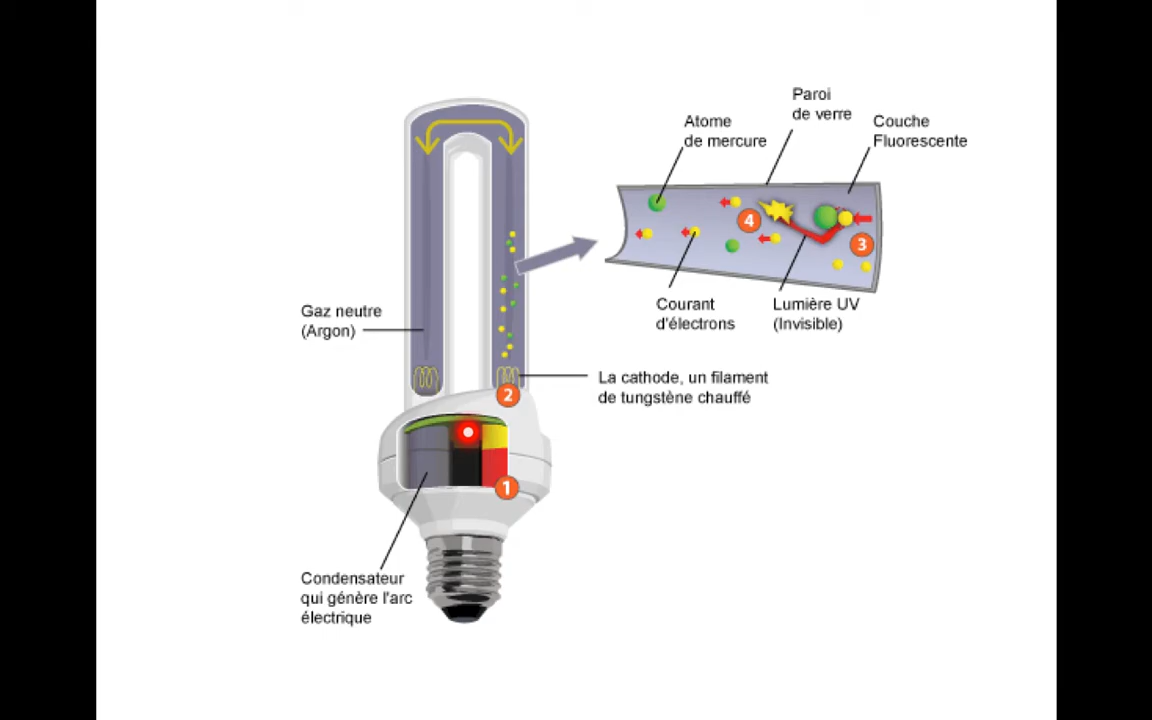 Paroi
de verre
Atome
de mercure
Couche
Fluorescente
4
3
Courant
d'électrons
Lumière UV
(Invisible)
Gaz neutre
(Argon)
La cathode, un filament
de tungstène chauffé
2
1
Condensateur
qui génère l'arc
électrique